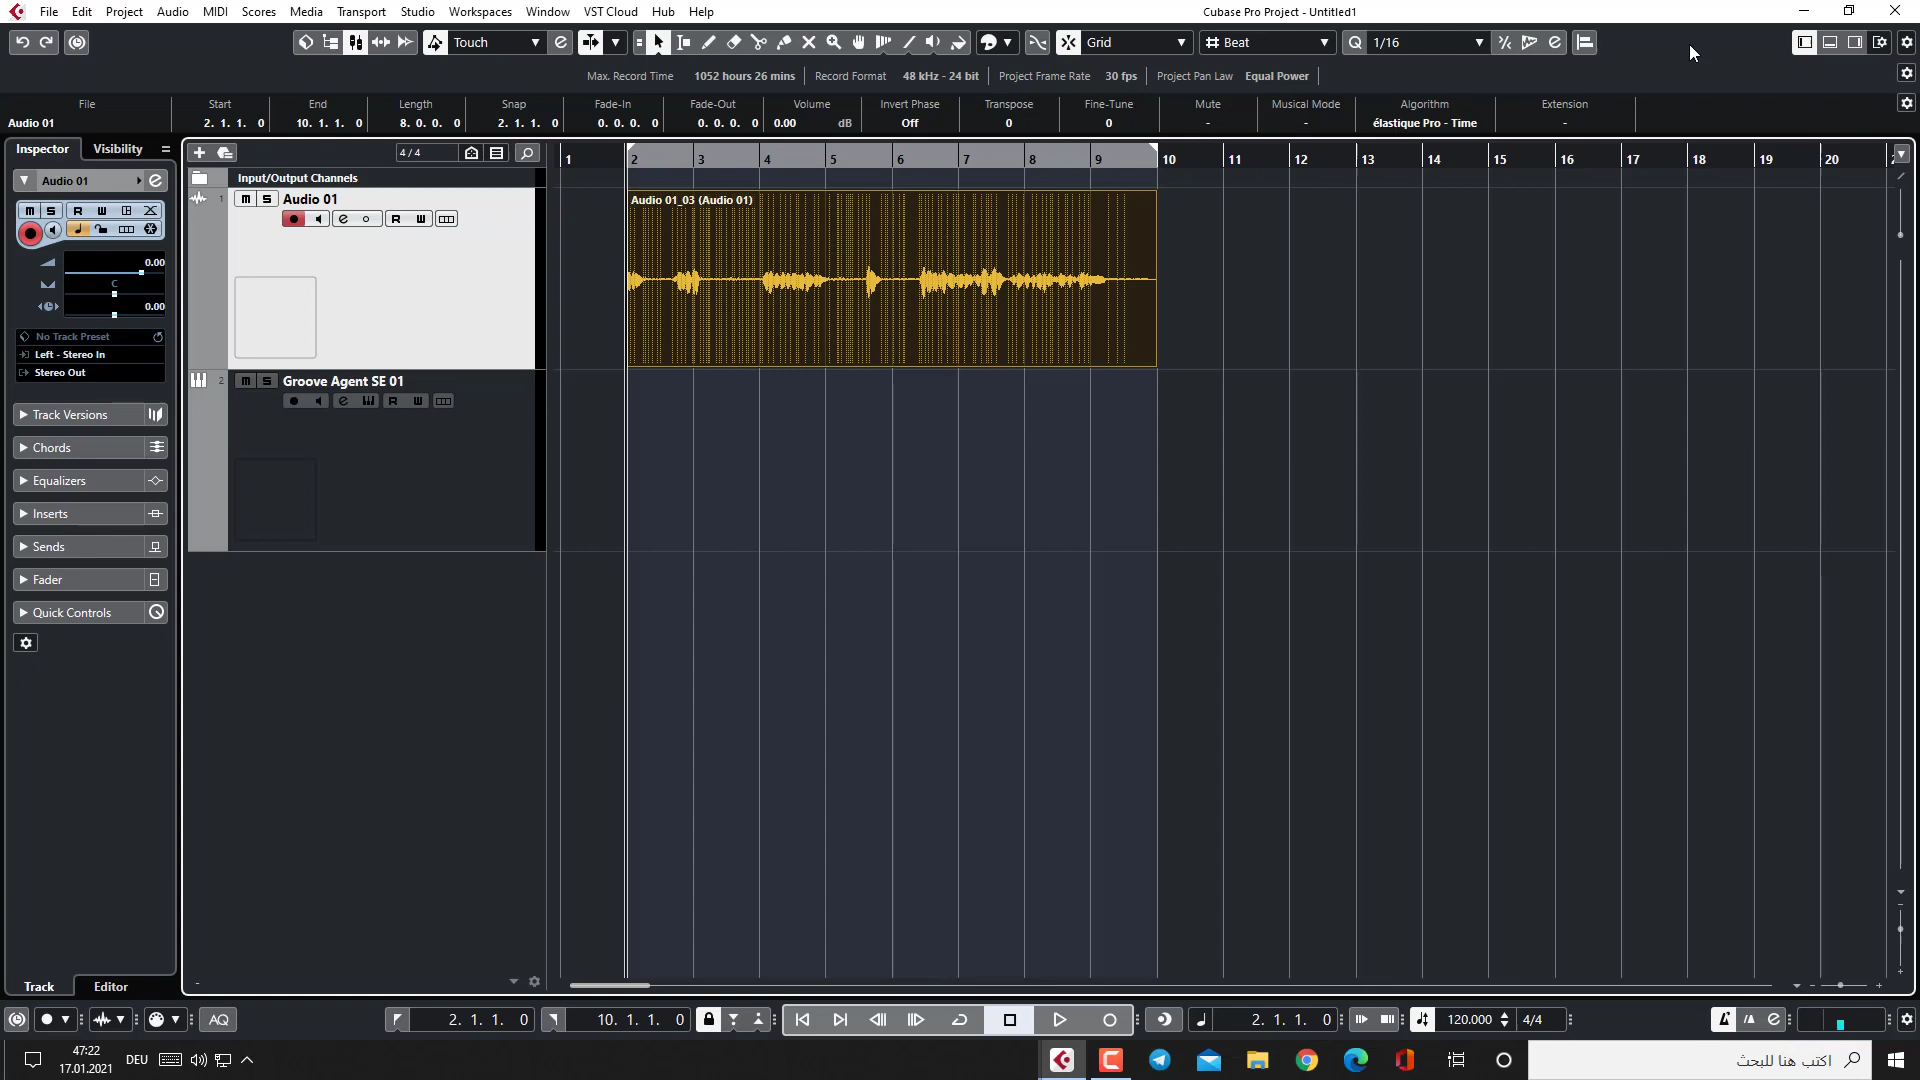 File Edit Project Audio MIDI Scores Media Transport Studio Workspaces Window VST Cloud Hub Help Cubase Pro Project - Untitled1
Touch Grid Beat 1/16
Max. Record Time 1052 hours 26 mins Record Format 48 kHz - 24 bit Project Frame Rate 30 fps Project Pan Law Equal Power
File Start End Length Snap Fade-In Fade-Out Volume Invert Phase Transpose Fine-Tune Mute Musical Mode Algorithm Extension
Audio 01 2. 1. 1. 0 10. 1. 1. 0 8. 0. 0. 0 2. 1. 1. 0 0. 0. 0. 0 0. 0. 0. 0 0.00 dB Off 0 0 - - élastique Pro - Time -
Inspector Visibility 4/4 1 2 3 4 5 6 7 8 9 10 11 12 13 14 15 16 17 18 19 20
Audio 01 Input/Output Channels
1 m S Audio 01 Audio 01_03 (Audio 01)
m S R W
R W
0.00
C
0.00
No Track Preset
Left - Stereo In
Stereo Out
2 m S Groove Agent SE 01
R W
Track Versions
Chords
Equalizers
Inserts
Sends
Fader
Quick Controls
Track Editor
AQ 2. 1. 1. 0 10. 1. 1. 0 2. 1. 1. 0 120.000 4/4
47:22
17.01.2021
DEU
اكتب هنا للبحث